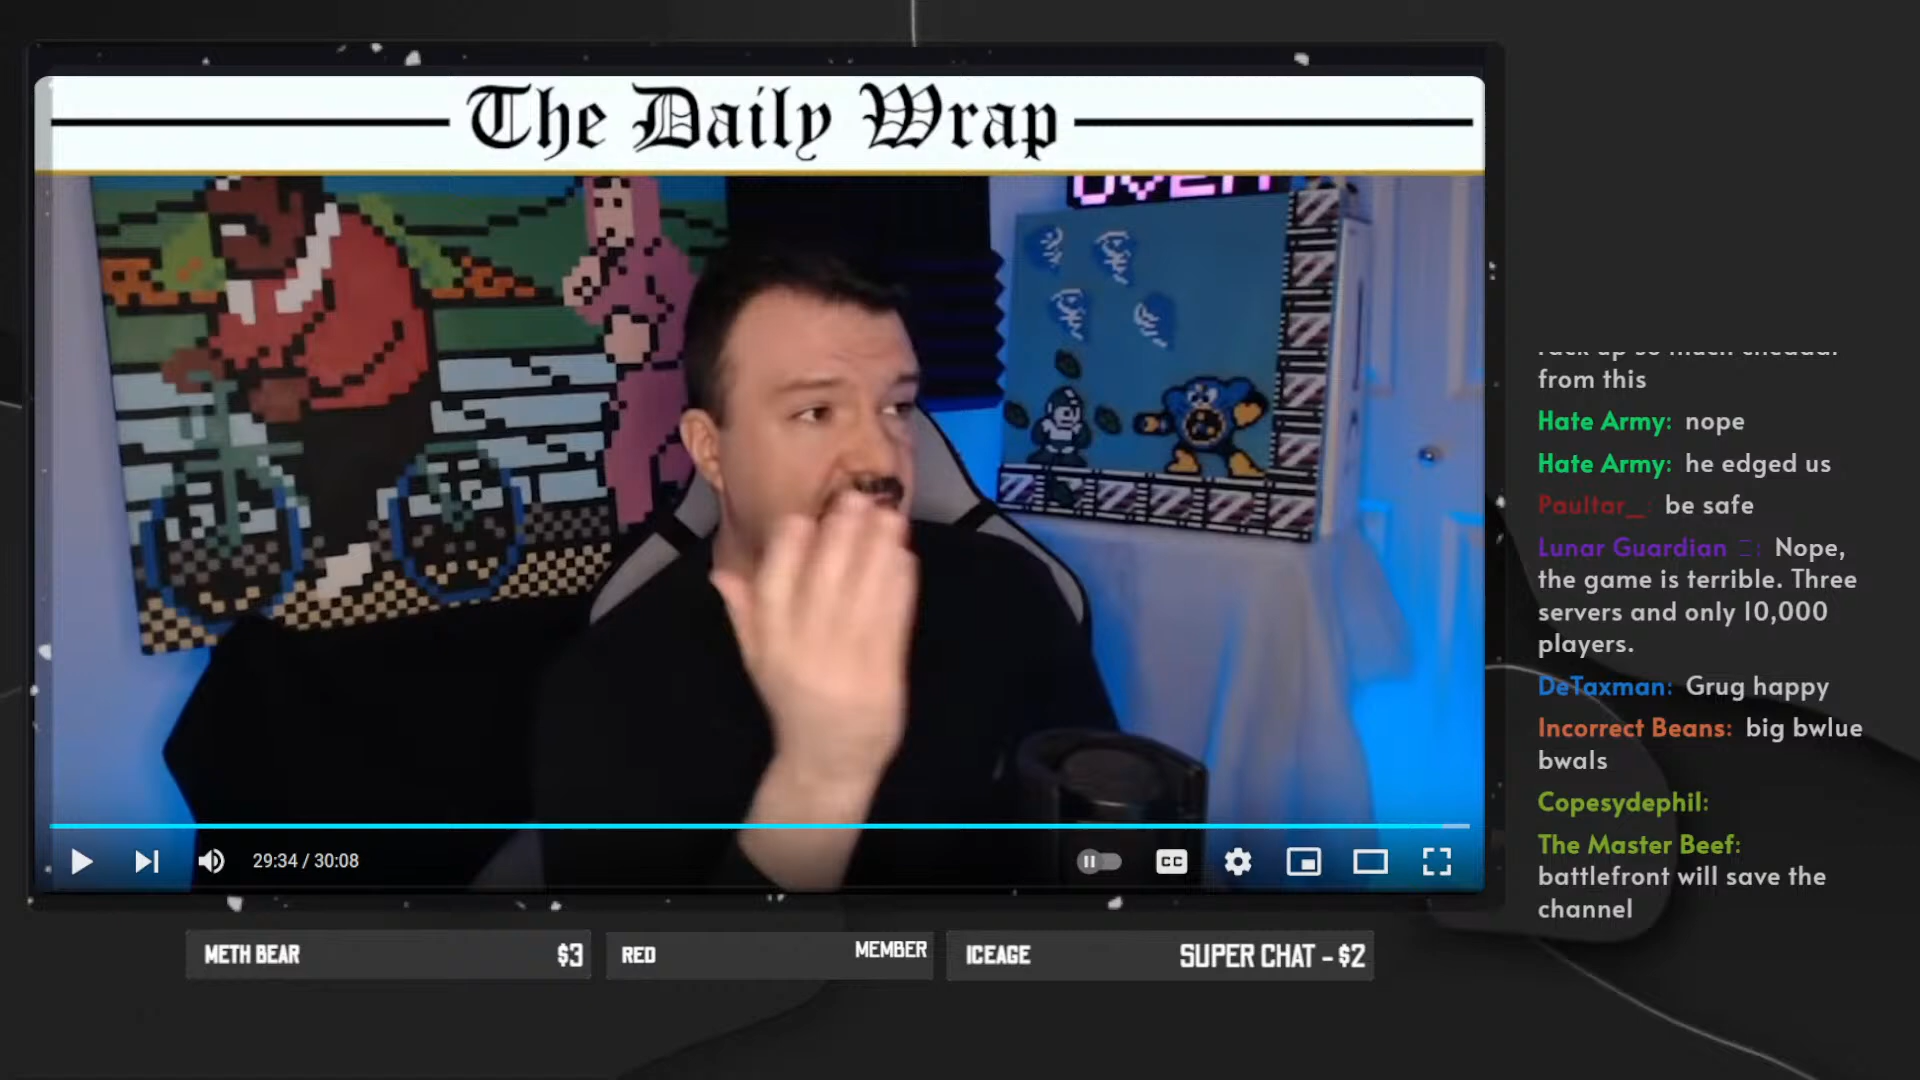 The Daily Wrap
from this
Hate Army: nope
Hate Army: he edged us
Paultar_: be safe
Lunar Guardian : Nope,
the game is terrible. Three
servers and only 10,000
players.
DeTaxman: Grug happy
Incorrect Beans: big bwlue
bwals
Copesydephil:
The Master Beef:
battlefront will save the
channel
29:34 / 30:08
CC
METH BEAR $3
RED MEMBER
ICEAGE SUPER CHAT - $2